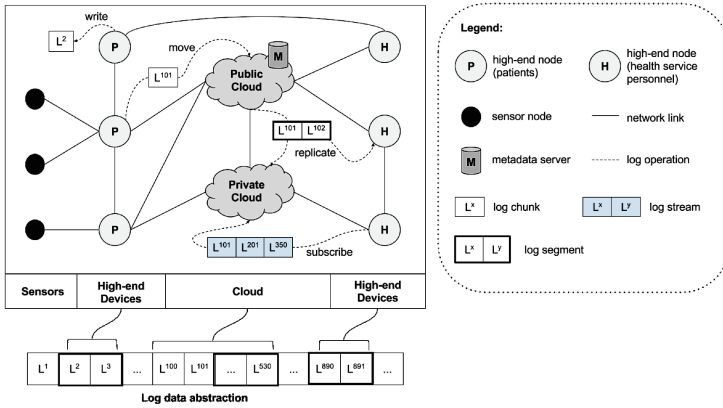 write
L²
P
move
L¹⁰¹
M
Public
Cloud
H
P
L¹⁰¹ L¹⁰²
replicate
H
Private
Cloud
P
H
L¹⁰¹ L²⁰¹ L³⁵⁰
subscribe
Sensors
High-end
Devices
Cloud
High-end
Devices
L¹ L² L³ ... L¹⁰⁰ L¹⁰¹ ... L⁵³⁰ ... L⁸⁹⁰ L⁸⁹¹ ...
Log data abstraction
Legend:
P
high-end node
(patients)
H
high-end node
(health service
personnel)
sensor node
network link
M
metadata server
log operation
Lˣ
log chunk
Lˣ Lʸ
log stream
Lˣ Lʸ
log segment